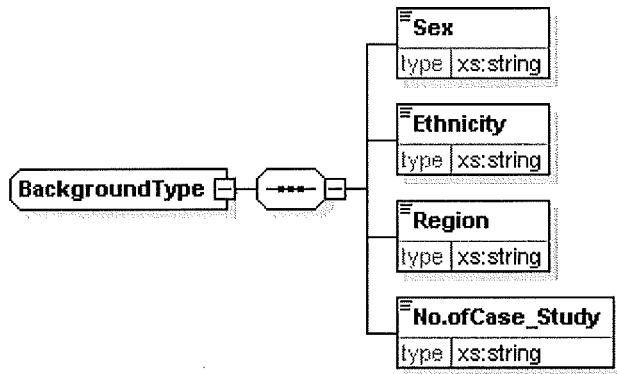 Sex
type xs:string
Ethnicity
type xs:string
BackgroundType
Region
type xs:string
No.ofCase_Study
type xs:string